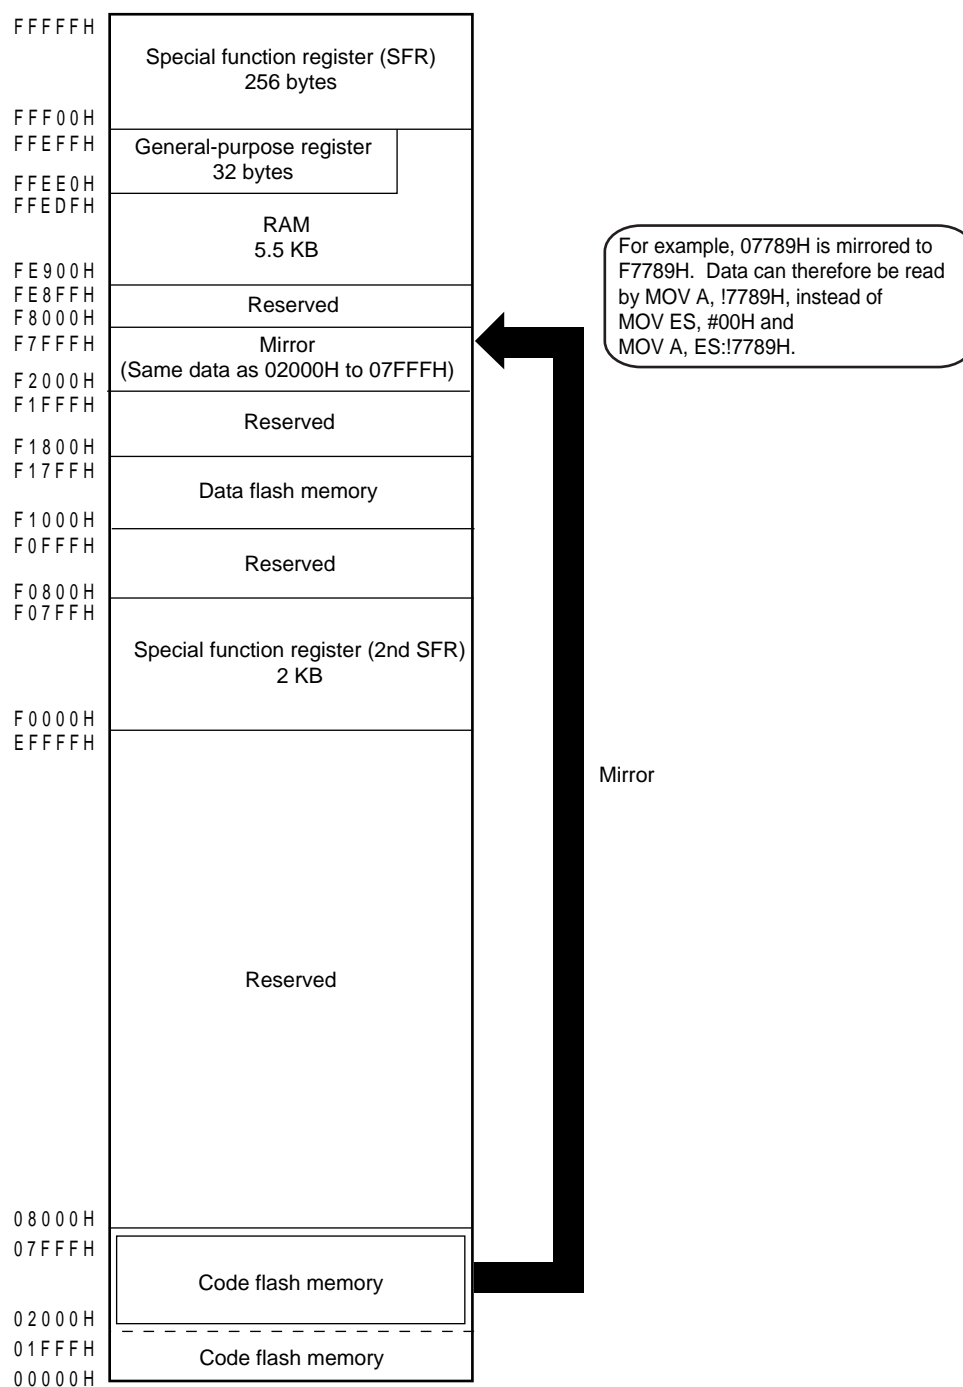 FFFFFH
Special function register (SFR)
256 bytes
FFF00H
FFEFFH
General-purpose register
32 bytes
FFEE0H
FFEDFH
RAM
5.5 KB
FE900H
FE8FFH
Reserved
F8000H
F7FFFH
Mirror
(Same data as 02000H to 07FFFH)
F2000H
F1FFFH
Reserved
F1800H
F17FFH
Data flash memory
F1000H
F0FFFH
Reserved
F0800H
F07FFH
Special function register (2nd SFR)
2 KB
F0000H
EFFFFH
Reserved
08000H
07FFFH
Code flash memory
02000H
01FFFH
Code flash memory
00000H
For example, 07789H is mirrored to
F7789H. Data can therefore be read
by MOV A, !7789H, instead of
MOV ES, #00H and
MOV A, ES:!7789H.
Mirror